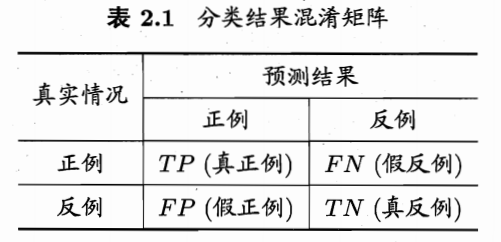 表 2.1 分类结果混淆矩阵
真实情况 预测结果
正例 反例
正例 TP (真正例) FN (假反例)
反例 FP (假正例) TN (真反例)